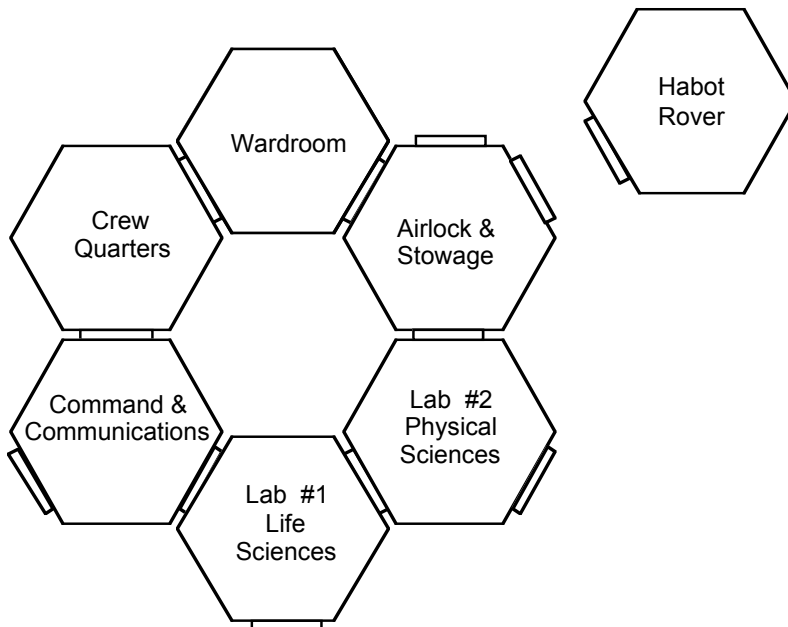 Habot
Rover
Wardroom
Crew
Quarters
Airlock &
Stowage
Command &
Communications
Lab #2
Physical
Sciences
Lab #1
Life
Sciences